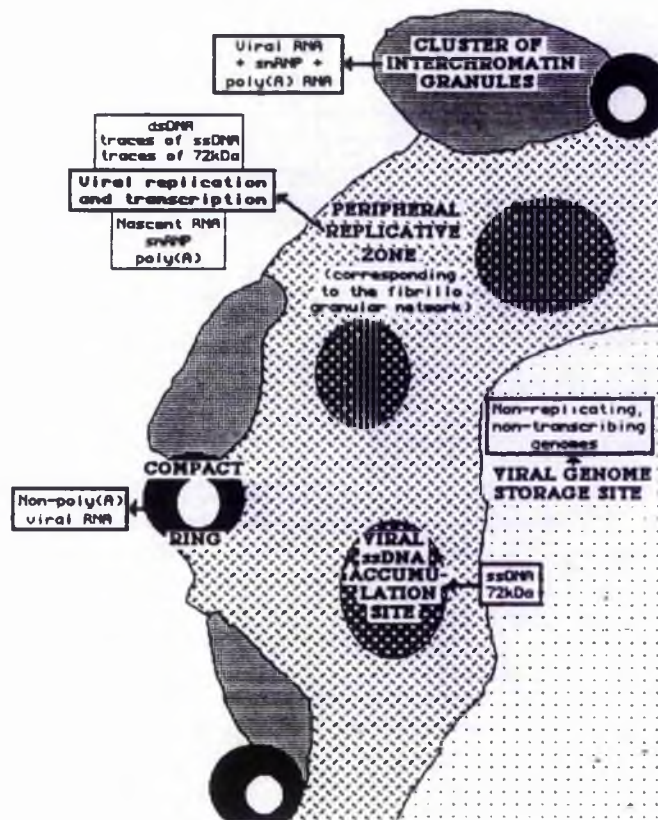 Viral RNA
+ snRNP +
poly(A) RNA
CLUSTER OF
INTERCHROMATIN
GRANULES
dsDNA
traces of ssDNA
traces of 72kDa
Viral replication
and transcription
Nascent RNA
snRNP
poly(A)
PERIPHERAL
REPLICATIVE
ZONE
(corresponding
to the fibrillo
granular network)
Non-replicating,
non-transcribing
genomes
VIRAL GENOME
STORAGE SITE
COMPACT
RING
Non-poly(A)
viral RNA
VIRAL
ssDNA
ACCUMU-
LATION
SITE
ssDNA
72kDa